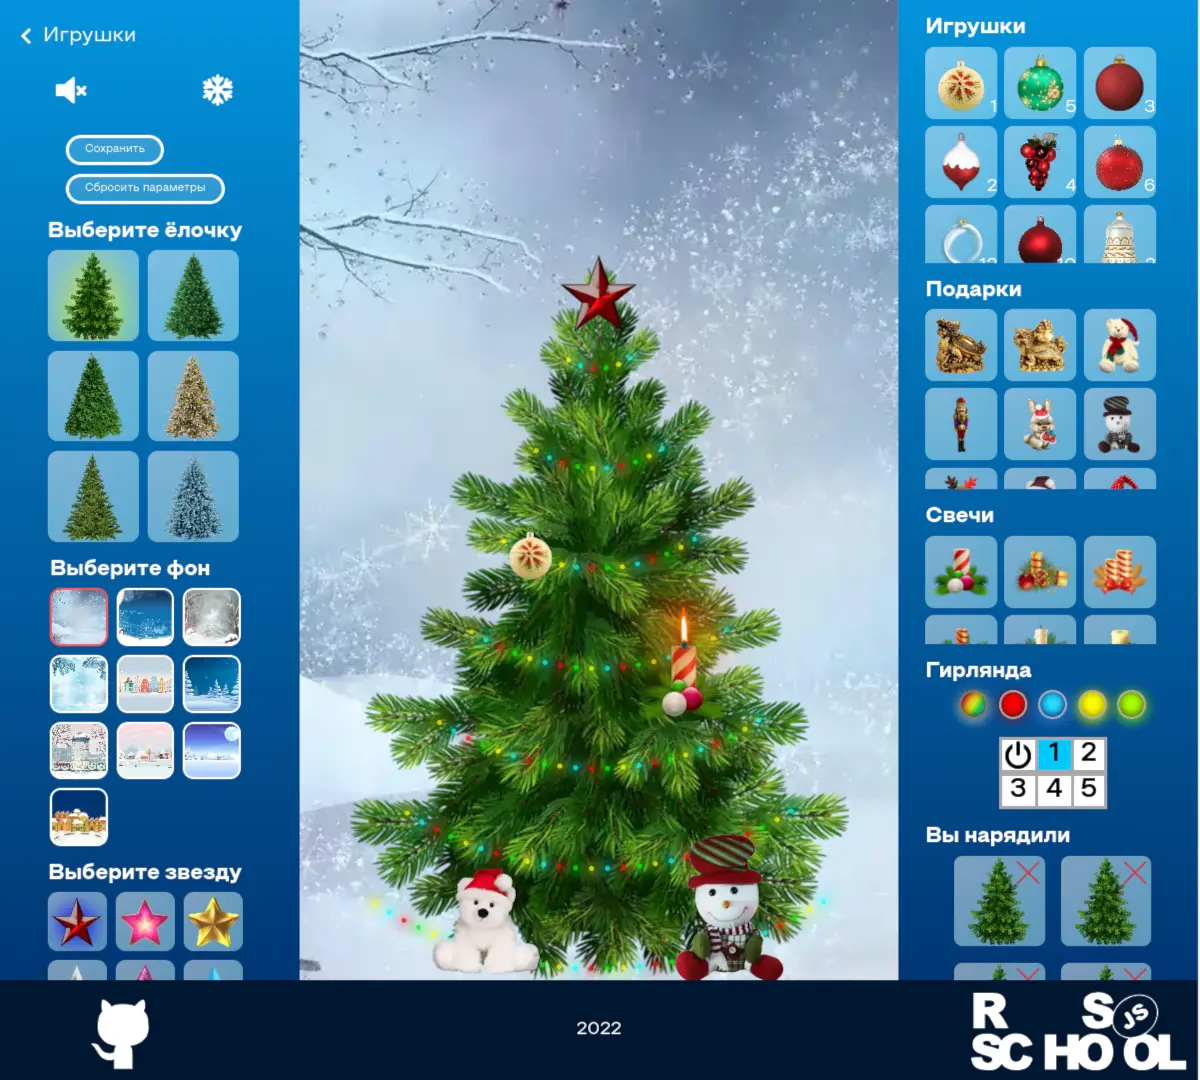 Игрушки
Сохранить
Сбросить параметры
Выберите ёлочку
Выберите фон
Выберите звезду
Игрушки
1
5
3
2
4
6
Подарки
Свечи
Гирлянда
1 2
3 4 5
Вы нарядили
2022
R S JS
SCHOOL